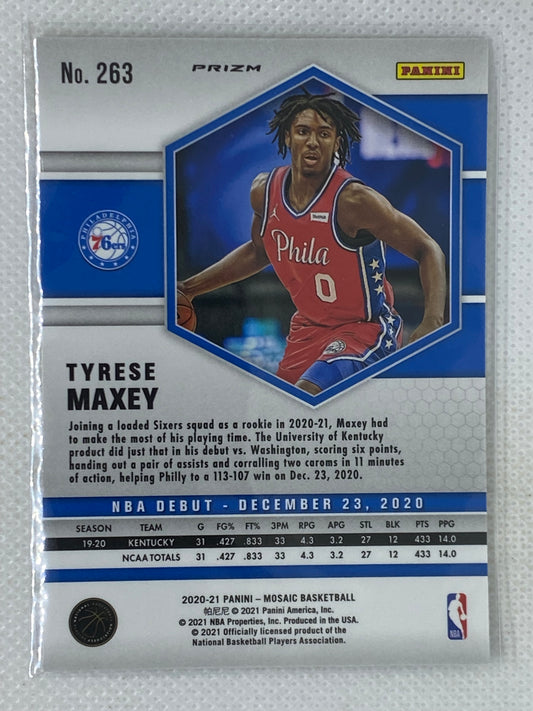 No. 263
PRIZM
PANINI
PHILADELPHIA
76ers
Phila
0
TYRESE
MAXEY
Joining a loaded Sixers squad as a rookie in 2020-21, Maxey had
to make the most of his playing time. The University of Kentucky
product did just that in his debut vs. Washington, scoring six points,
handing out a pair of assists and corralling two caroms in 11 minutes
of action, helping Philly to a 113-107 win on Dec. 23, 2020.
NBA DEBUT - DECEMBER 23, 2020
SEASON TEAM G FG% FT% 3PM RPG APG STL BLK PTS PPG
19-20 KENTUCKY 31 .427 .833 33 4.3 3.2 27 12 433 14.0
NCAA TOTALS 31 .427 .833 33 4.3 3.2 27 12 433 14.0
2020-21 PANINI – MOSAIC BASKETBALL
帕尼尼 © 2021 Panini America, Inc.
© 2021 NBA Properties, Inc. Produced in the USA.
© 2021 Officially licensed product of the
National Basketball Players Association.
NBA